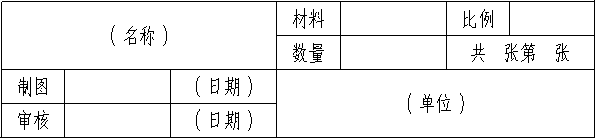 （名称） 材料 比例
数量 共 张第 张
制图 （日期） （单位）
审核 （日期）